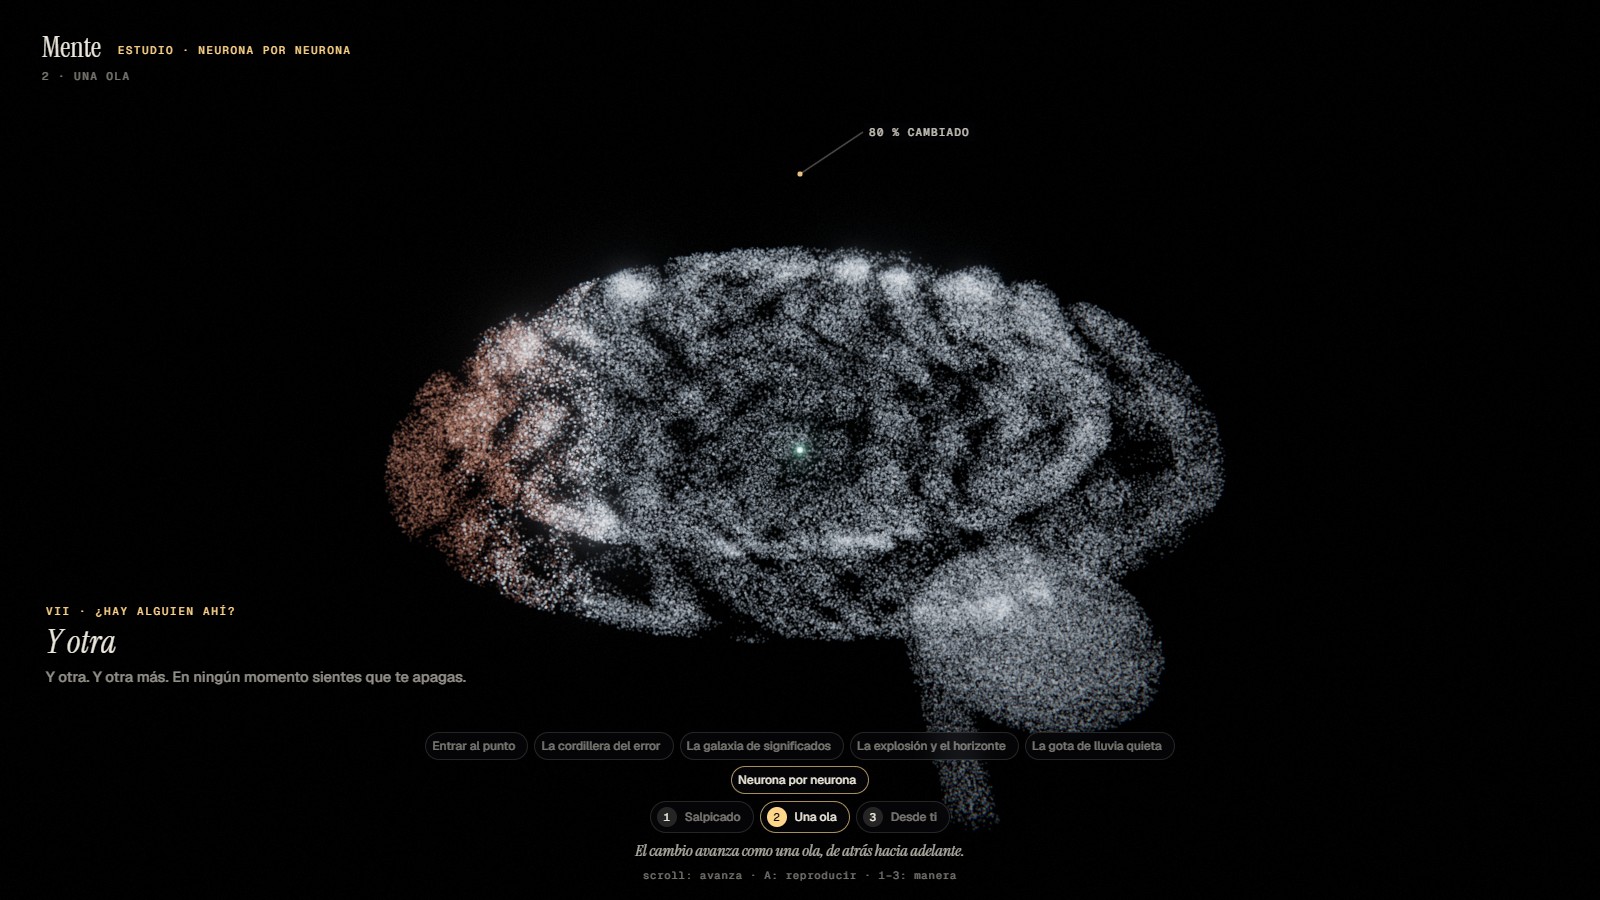 Mente ESTUDIO · NEURONA POR NEURONA
2 · UNA OLA
80 % CAMBIADO
VII · ¿HAY ALGUIEN AHÍ?
Y otra
Y otra. Y otra más. En ningún momento sientes que te apagas.
Entrar al punto La cordillera del error La galaxia de significados La explosión y el horizonte La gota de lluvia quieta
Neurona por neurona
1 Salpicado 2 Una ola 3 Desde ti
El cambio avanza como una ola, de atrás hacia adelante.
scroll: avanza · A: reproducir · 1–3: manera